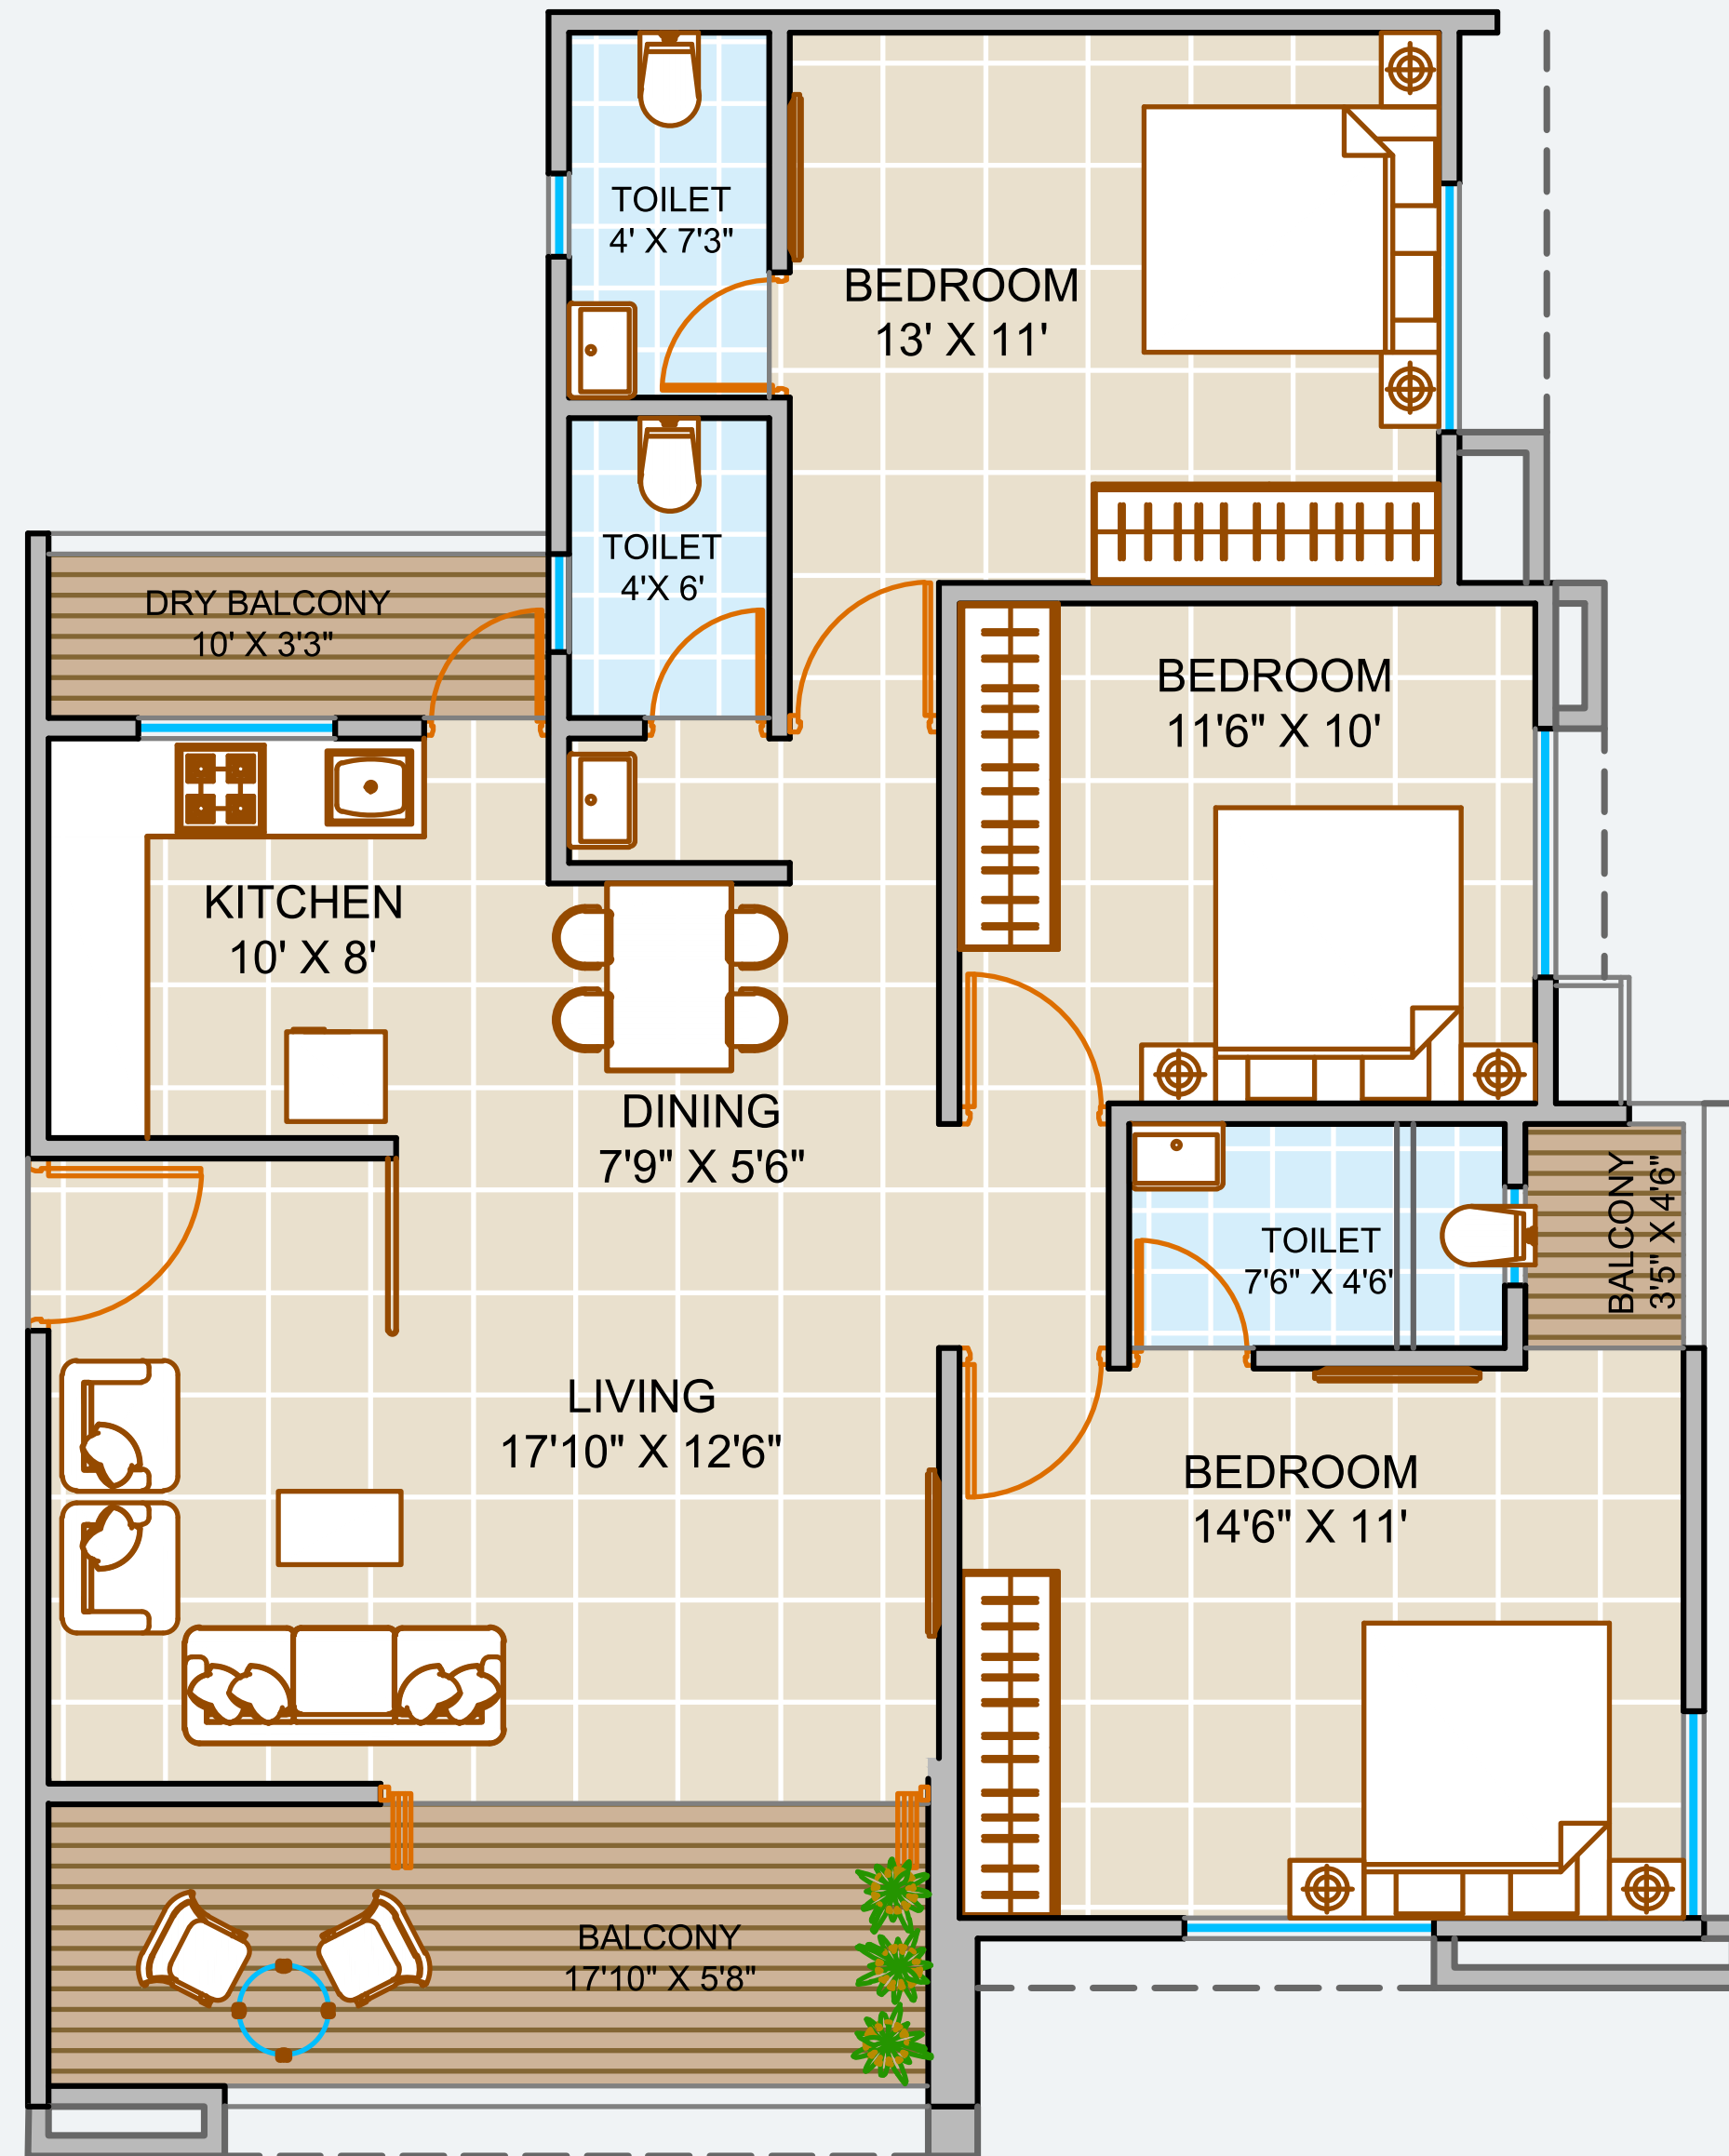 TOILET
4' X 7'3"
BEDROOM
13' X 11'
TOILET
4'X 6'
DRY BALCONY
10' X 3'3"
BEDROOM
11'6" X 10'
KITCHEN
10' X 8'
DINING
7'9" X 5'6"
TOILET
7'6" X 4'6'
BALCONY
3'5" X 4'6"
LIVING
17'10" X 12'6"
BEDROOM
14'6" X 11'
BALCONY
17'10" X 5'8"